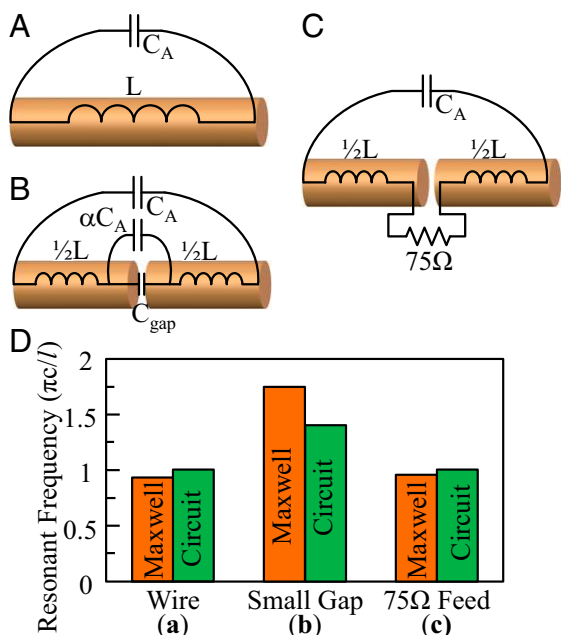 A
C_A
L
B
C_A
αC_A
½L
½L
C_gap
C
C_A
½L
½L
75Ω
D
Resonant Frequency (πc/l)
2
1.5
1
0.5
0
Maxwell
Circuit
Maxwell
Circuit
Maxwell
Circuit
Wire
Small Gap
75Ω Feed
(a)
(b)
(c)